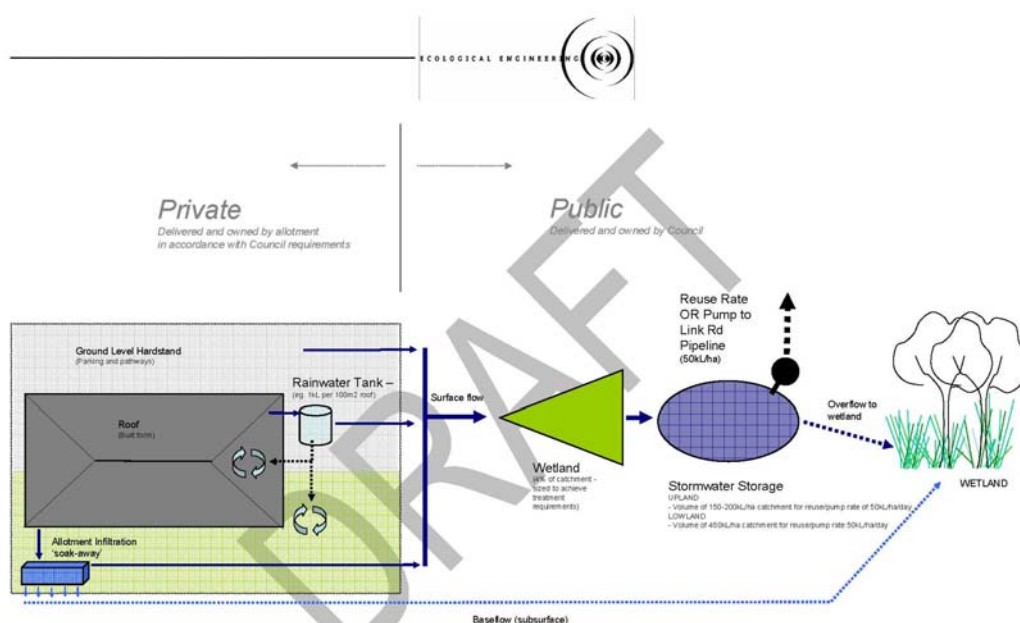 ECOLOGICAL ENGINEERING
Private
Delivered and owned by allotment
in accordance with Council requirements
Public
Delivered and owned by Council
DRAFT
Reuse Rate
OR Pump to
Link Rd
Pipeline
(50kL/ha)
Ground Level Hardstand
(Parking and pathways)
Rainwater Tank –
(eg. 1kL per 100m2 roof)
Roof
(Built form)
Surface flow
Overflow to
wetland
Wetland
(4% of catchment -
sized to achieve
treatment
requirements)
Stormwater Storage
UPLAND
- Volume of 150-200kL/ha catchment for reuse/pump rate of 50kL/ha/day
LOWLAND
- Volume of 450kL/ha catchment for reuse/pump rate 50kL/ha/day
WETLAND
Allotment Infiltration
'soak-away'
Baseflow (subsurface)